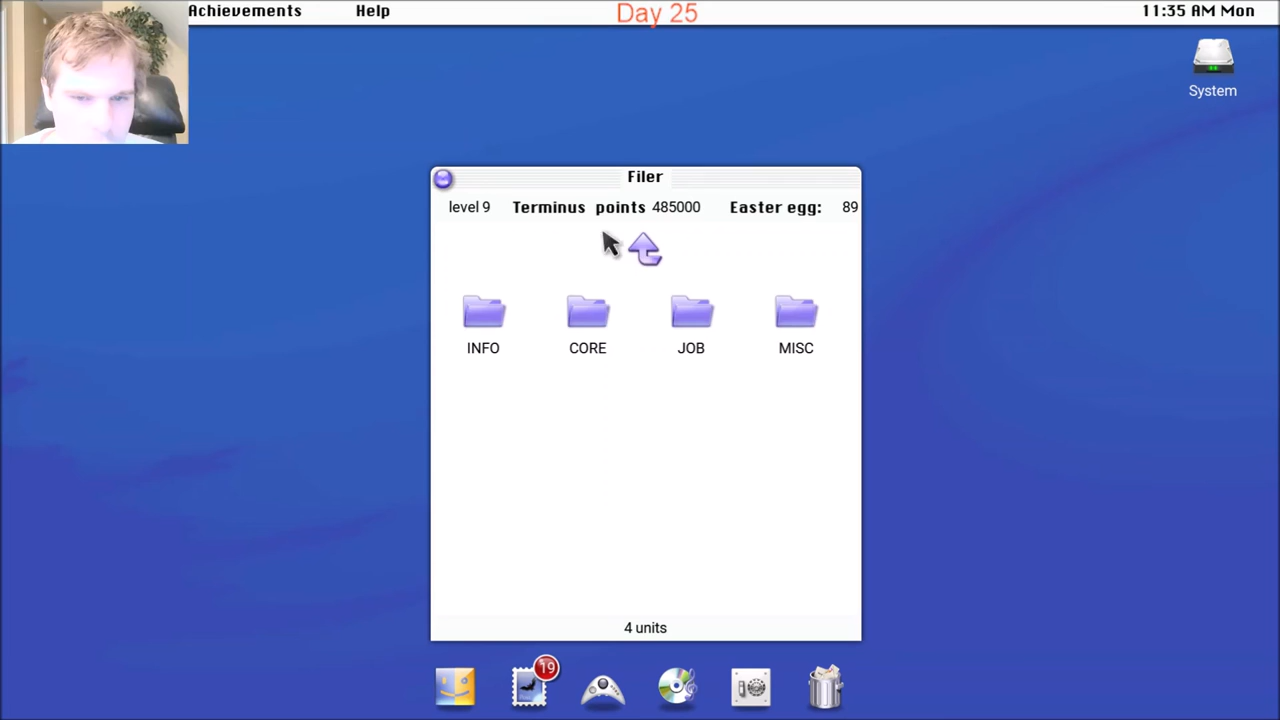 Achievements Help Day 25 11:35 AM Mon
System
Filer
level 9 Terminus points 485000 Easter egg: 89
INFO CORE JOB MISC
4 units
19